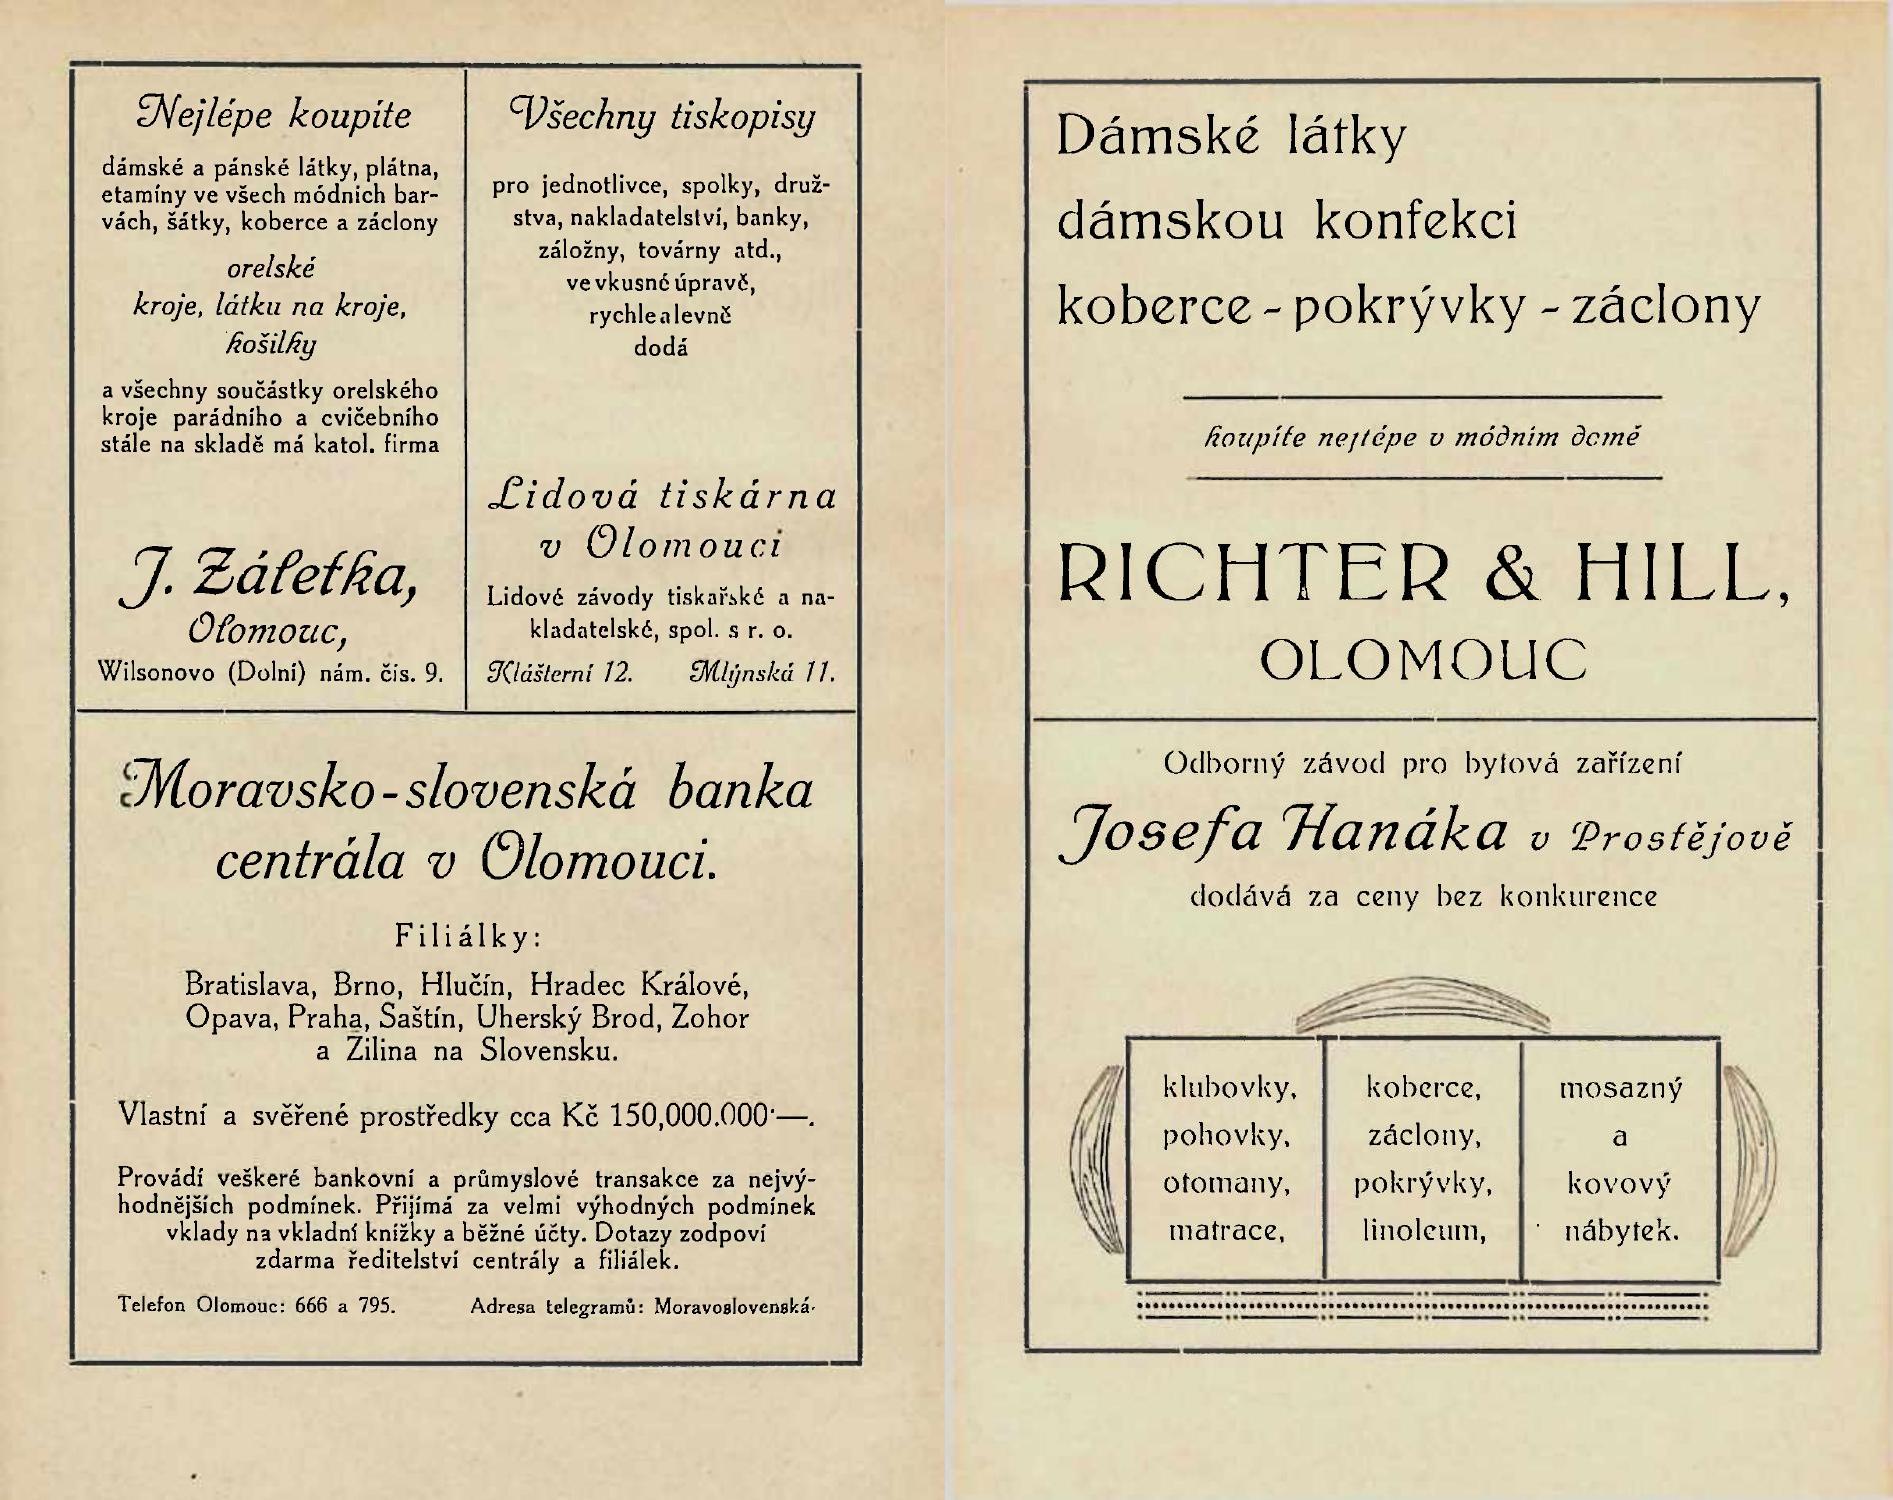 Nejlépe koupíte
dámské a pánské látky, plátna,
etamíny ve všech módních bar-
vách, šátky, koberce a záclony
orelské
kroje, látku na kroje,
košilky
a všechny součástky orelského
kroje parádního a cvičebního
stále na skladě má katol. firma
J. Záletka,
Olomouc,
Wilsonovo (Dolní) nám. čís. 9.
Všechny tiskopisy
pro jednotlivce, spolky, druž-
stva, nakladatelství, banky,
záložny, továrny atd.,
ve vkusné úpravě,
rychle a levně
dodá
Lidová tiskárna
v Olomouci
Lidové závody tiskařské a na-
kladatelské, spol. s r. o.
Klášterní 12. Mlýnská 11.
Moravsko-slovenská banka
centrála v Olomouci.
Filiálky:
Bratislava, Brno, Hlučín, Hradec Králové,
Opava, Praha, Saštín, Uherský Brod, Zohor
a Žilina na Slovensku.
Vlastní a svěřené prostředky cca Kč 150,000.000·—.
Provádí veškeré bankovní a průmyslové transakce za nejvý-
hodnějších podmínek. Přijímá za velmi výhodných podmínek
vklady na vkladní knížky a běžné účty. Dotazy zodpoví
zdarma ředitelství centrály a filiálek.
Telefon Olomouc: 666 a 795. Adresa telegramů: Moravoslovenská.
Dámské látky
dámskou konfekci
koberce - pokrývky - záclony
koupíte nejlépe v módním domě
RICHTER & HILL,
OLOMOUC
Odborný závod pro bytová zařízení
Josefa Hanáka v Prostějově
dodává za ceny bez konkurence
klubovky,
pohovky,
otomany,
matrace,
koberce,
záclony,
pokrývky,
linoleum,
mosazný
a
kovový
nábytek.